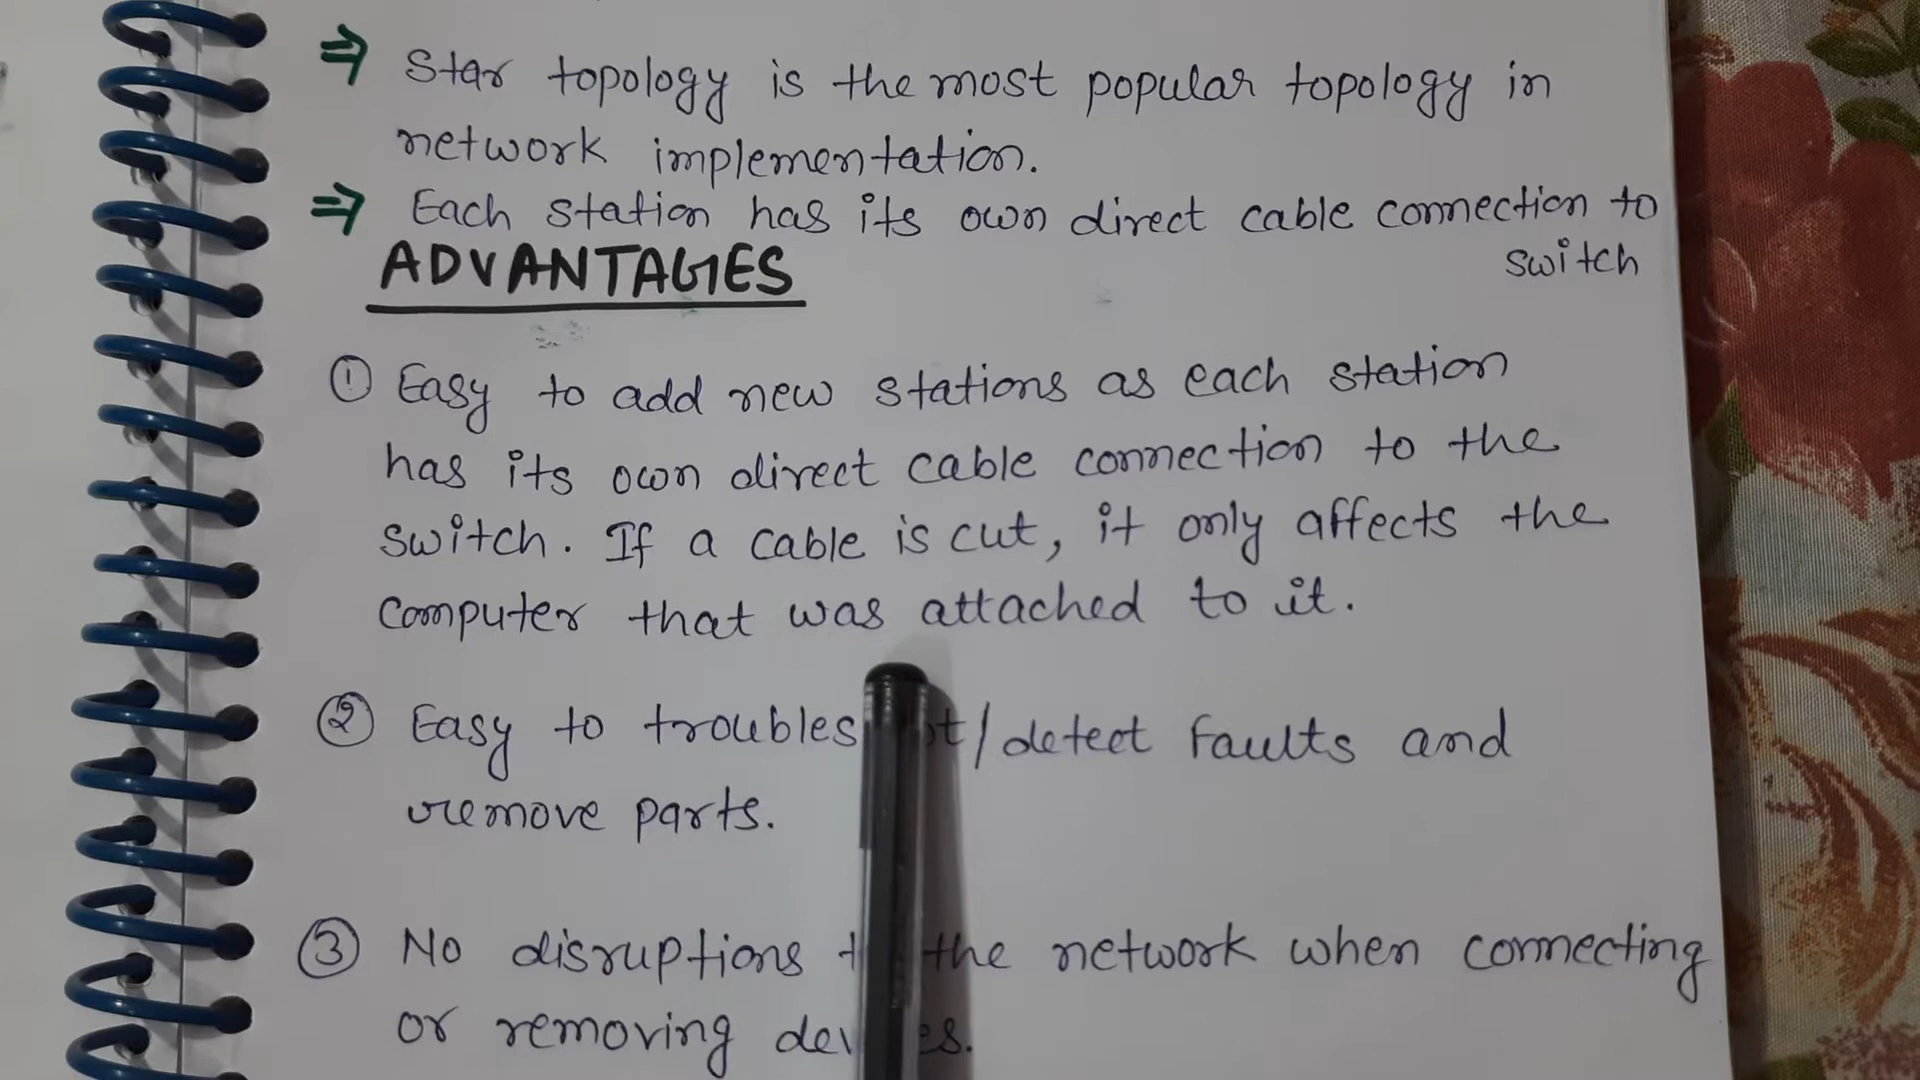 ⇒ Star topology is the most popular topology in
network implementation.
⇒ Each station has its own direct cable connection to
switch
ADVANTAGES
① Easy to add new stations as each station
has its own direct cable connection to the
switch. If a cable is cut, it only affects the
computer that was attached to it.
② Easy to / detect faults and
remove parts.
③ No disruptions the network when connecting
or removing